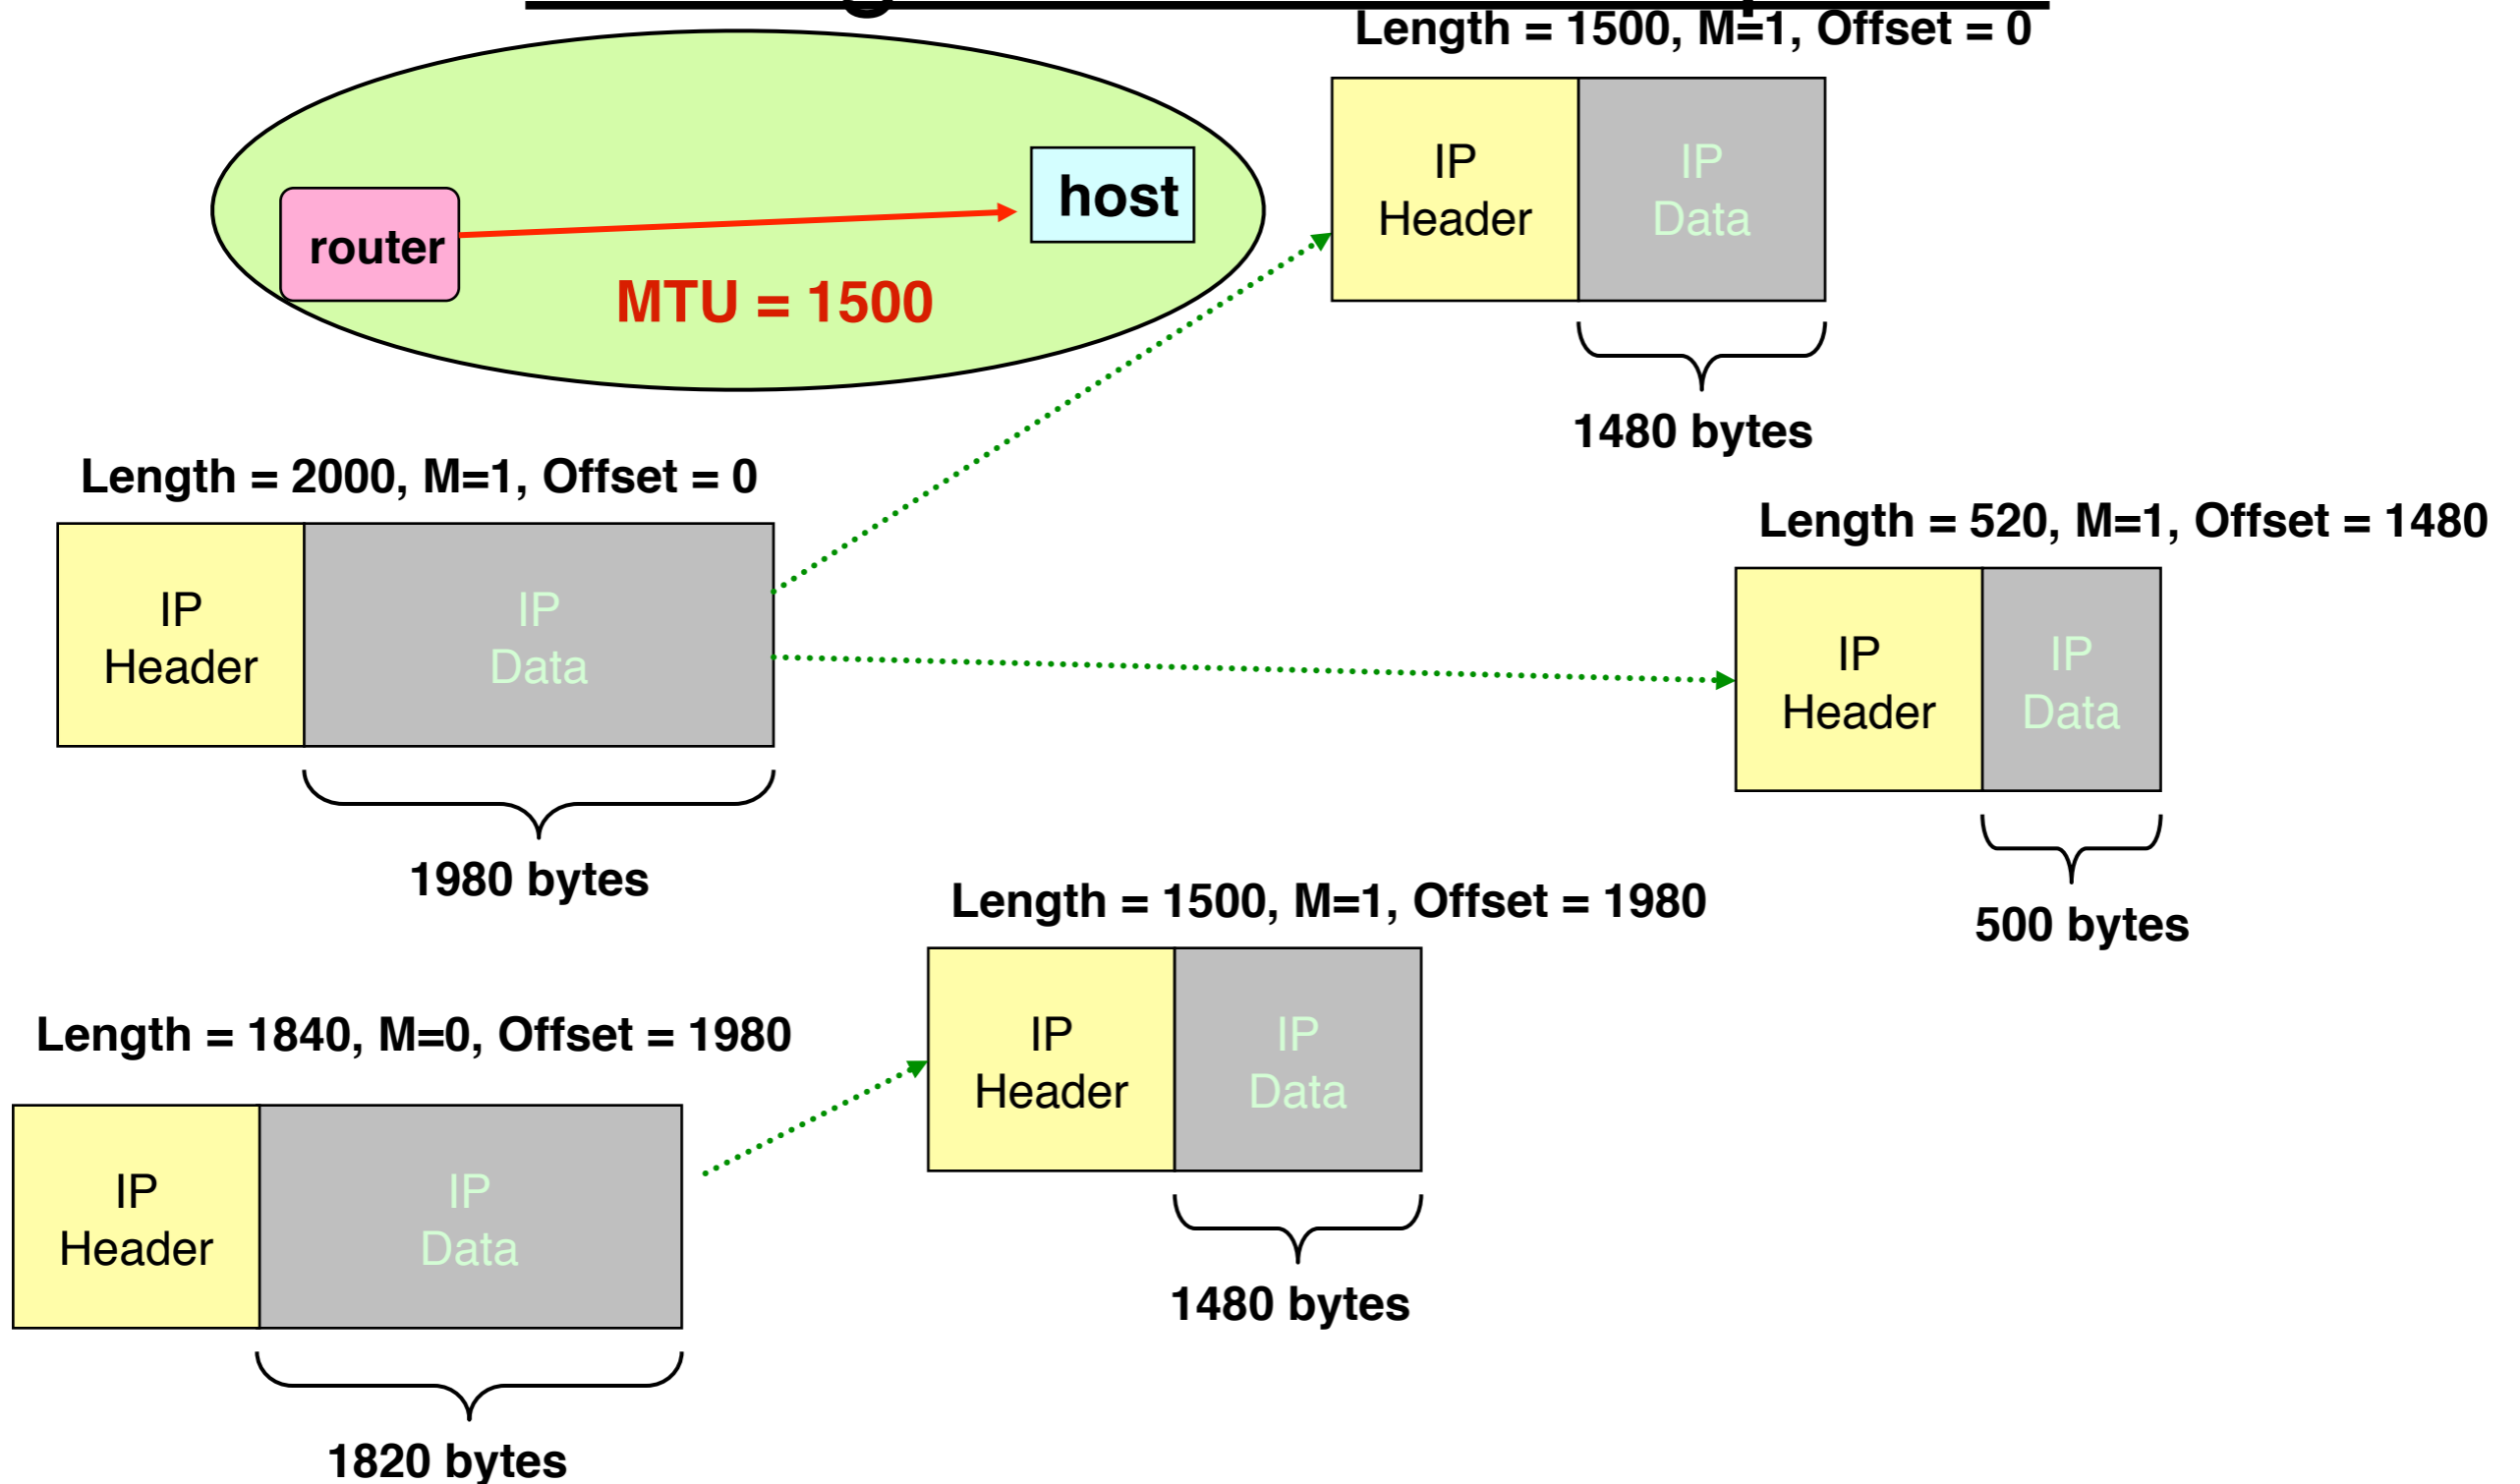 Length = 1500, M=1, Offset = 0
IP
Header
IP
Data
host
router
MTU = 1500
1480 bytes
Length = 2000, M=1, Offset = 0
Length = 520, M=1, Offset = 1480
IP
Header
IP
Data
IP
Header
IP
Data
1980 bytes
Length = 1500, M=1, Offset = 1980
500 bytes
Length = 1840, M=0, Offset = 1980
IP
Header
IP
Data
IP
Header
IP
Data
1480 bytes
1820 bytes